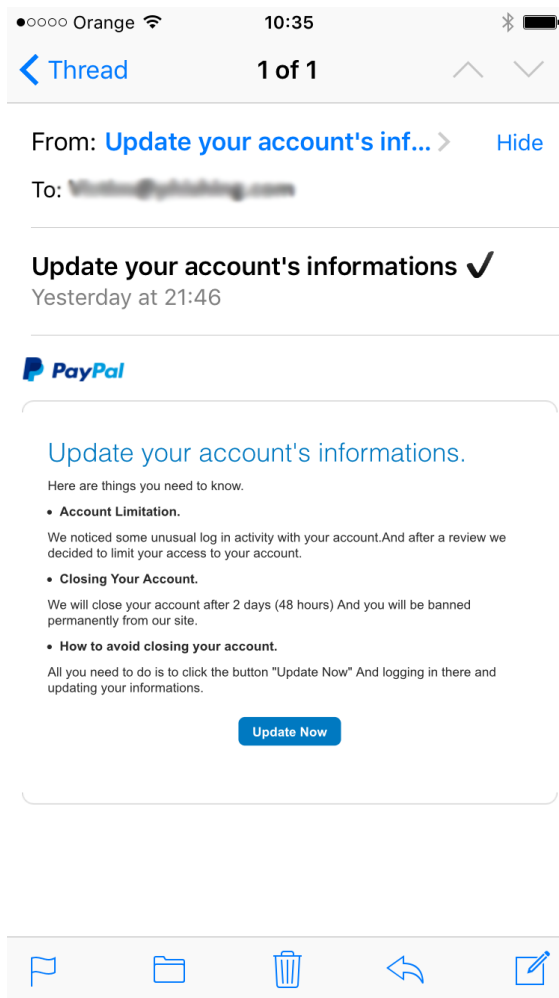 Orange 10:35
Thread 1 of 1
From: Update your account's inf... Hide
To:
Update your account's informations ✓
Yesterday at 21:46
PayPal
Update your account's informations.
Here are things you need to know.
• Account Limitation.
We noticed some unusual log in activity with your account.And after a review we
decided to limit your access to your account.
• Closing Your Account.
We will close your account after 2 days (48 hours) And you will be banned
permanently from our site.
• How to avoid closing your account.
All you need to do is to click the button "Update Now" And logging in there and
updating your informations.
Update Now